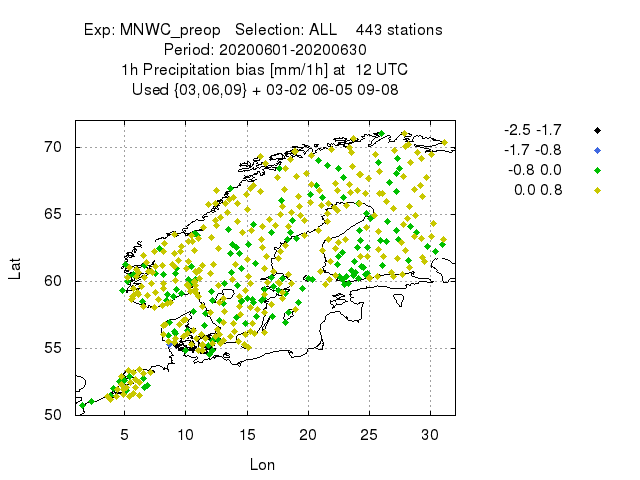 Exp: MNWC_preop   Selection: ALL    443 stations
Period: 20200601-20200630
1h Precipitation bias [mm/1h] at  12 UTC
Used {03,06,09} + 03-02 06-05 09-08
-2.5 -1.7
-1.7 -0.8
-0.8 0.0
0.0 0.8
70
65
60
55
50
Lat
5
10
15
20
25
30
Lon